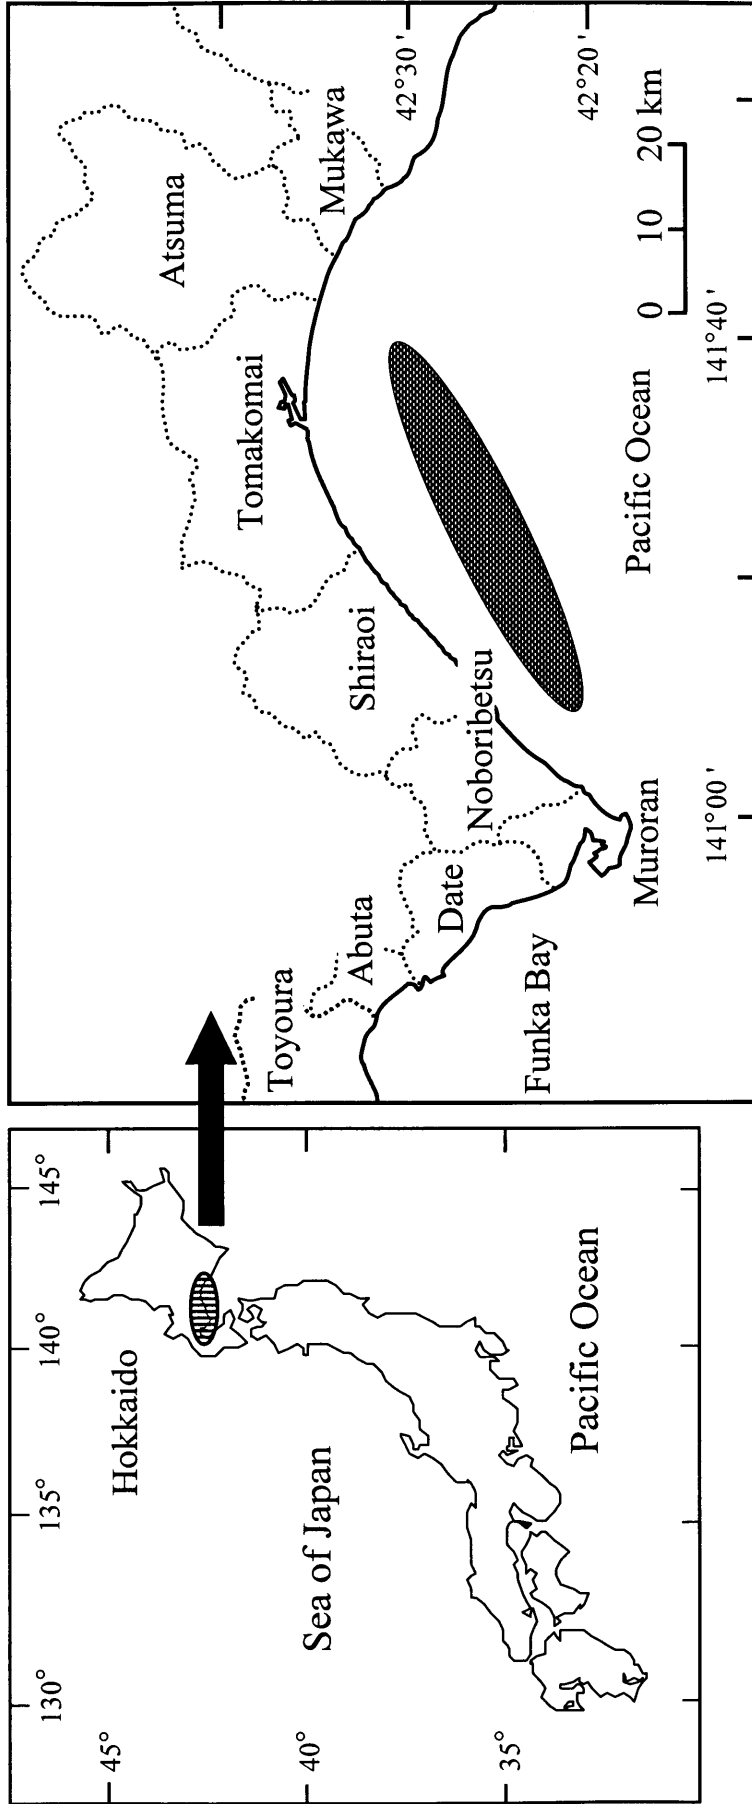 130°
135°
140°
145°
45°
40°
35°
Hokkaido
Sea of Japan
Pacific Ocean
Toyoura
Abuta
Date
Noboribetsu
Muroran
Funka Bay
Shiraoi
Tomakomai
Atsuma
Mukawa
42°30'
42°20'
0 10 20 km
Pacific Ocean
141°00'
141°40'